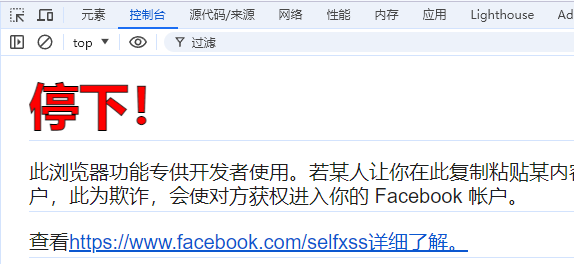 元素 控制台 源代码/来源 网络 性能 内存 应用 Lighthouse
top 过滤
停下！
此浏览器功能专供开发者使用。若某人让你在此复制粘贴某内
户，此为欺诈，会使对方获权进入你的 Facebook 帐户。
查看https://www.facebook.com/selfxss详细了解。